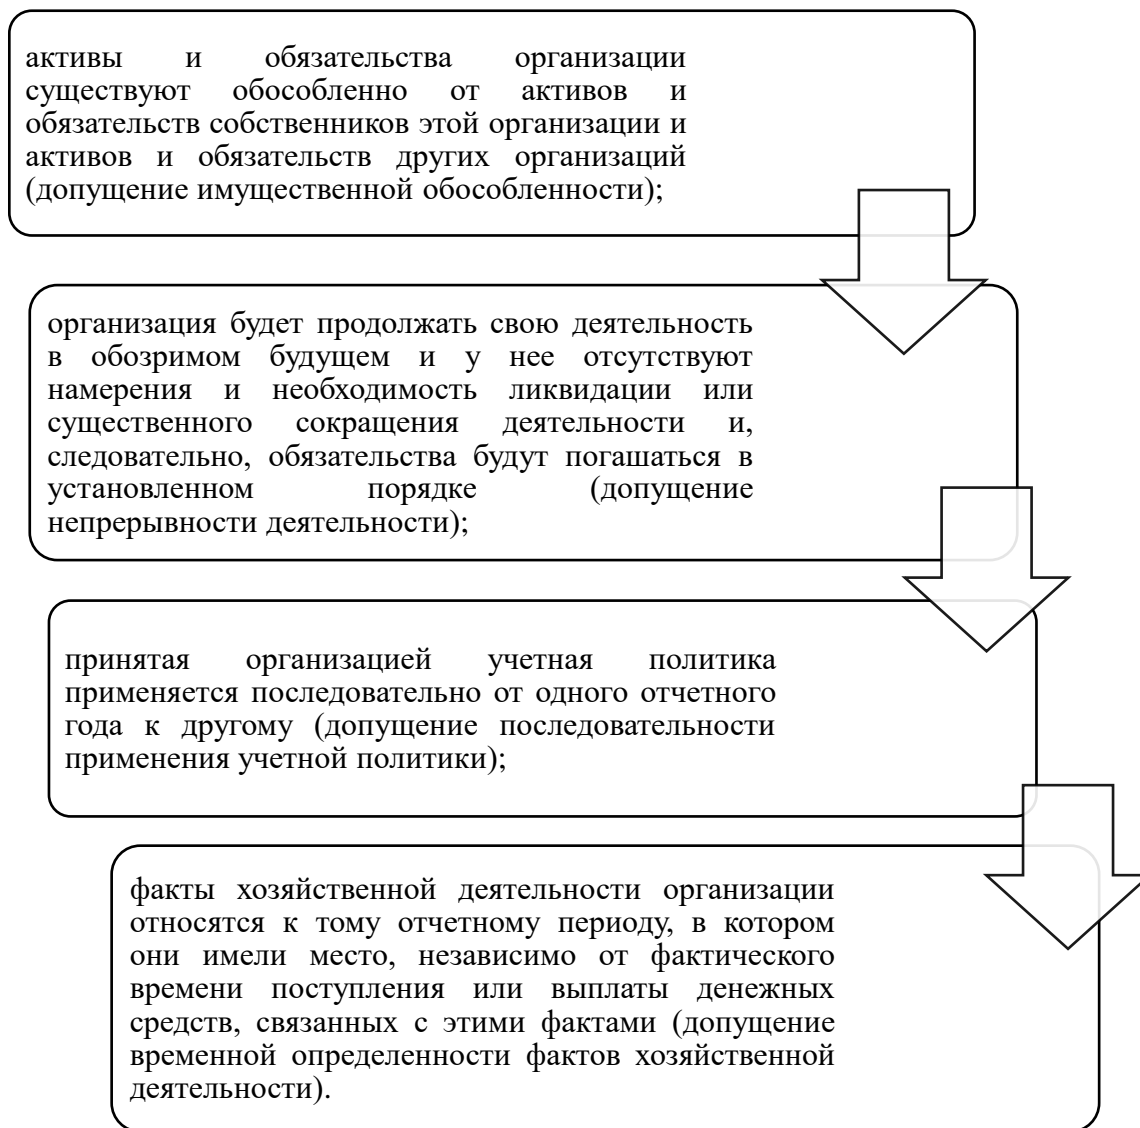 активы и обязательства организации
существуют обособленно от активов и
обязательств собственников этой организации и
активов и обязательств других организаций
(допущение имущественной обособленности);
организация будет продолжать свою деятельность
в обозримом будущем и у нее отсутствуют
намерения и необходимость ликвидации или
существенного сокращения деятельности и,
следовательно, обязательства будут погашаться в
установленном порядке (допущение
непрерывности деятельности);
принятая организацией учетная политика
применяется последовательно от одного отчетного
года к другому (допущение последовательности
применения учетной политики);
факты хозяйственной деятельности организации
относятся к тому отчетному периоду, в котором
они имели место, независимо от фактического
времени поступления или выплаты денежных
средств, связанных с этими фактами (допущение
временной определенности фактов хозяйственной
деятельности).